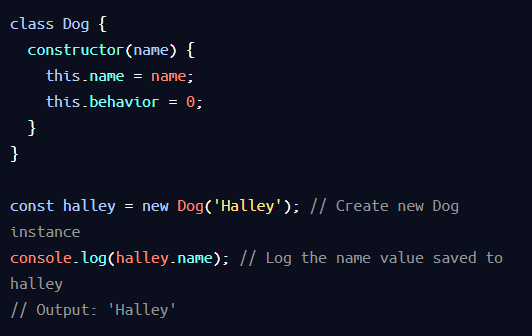 class Dog {
  constructor(name) {
    this.name = name;
    this.behavior = 0;
  }
}
const halley = new Dog('Halley'); // Create new Dog
instance
console.log(halley.name); // Log the name value saved to
halley
// Output: 'Halley'